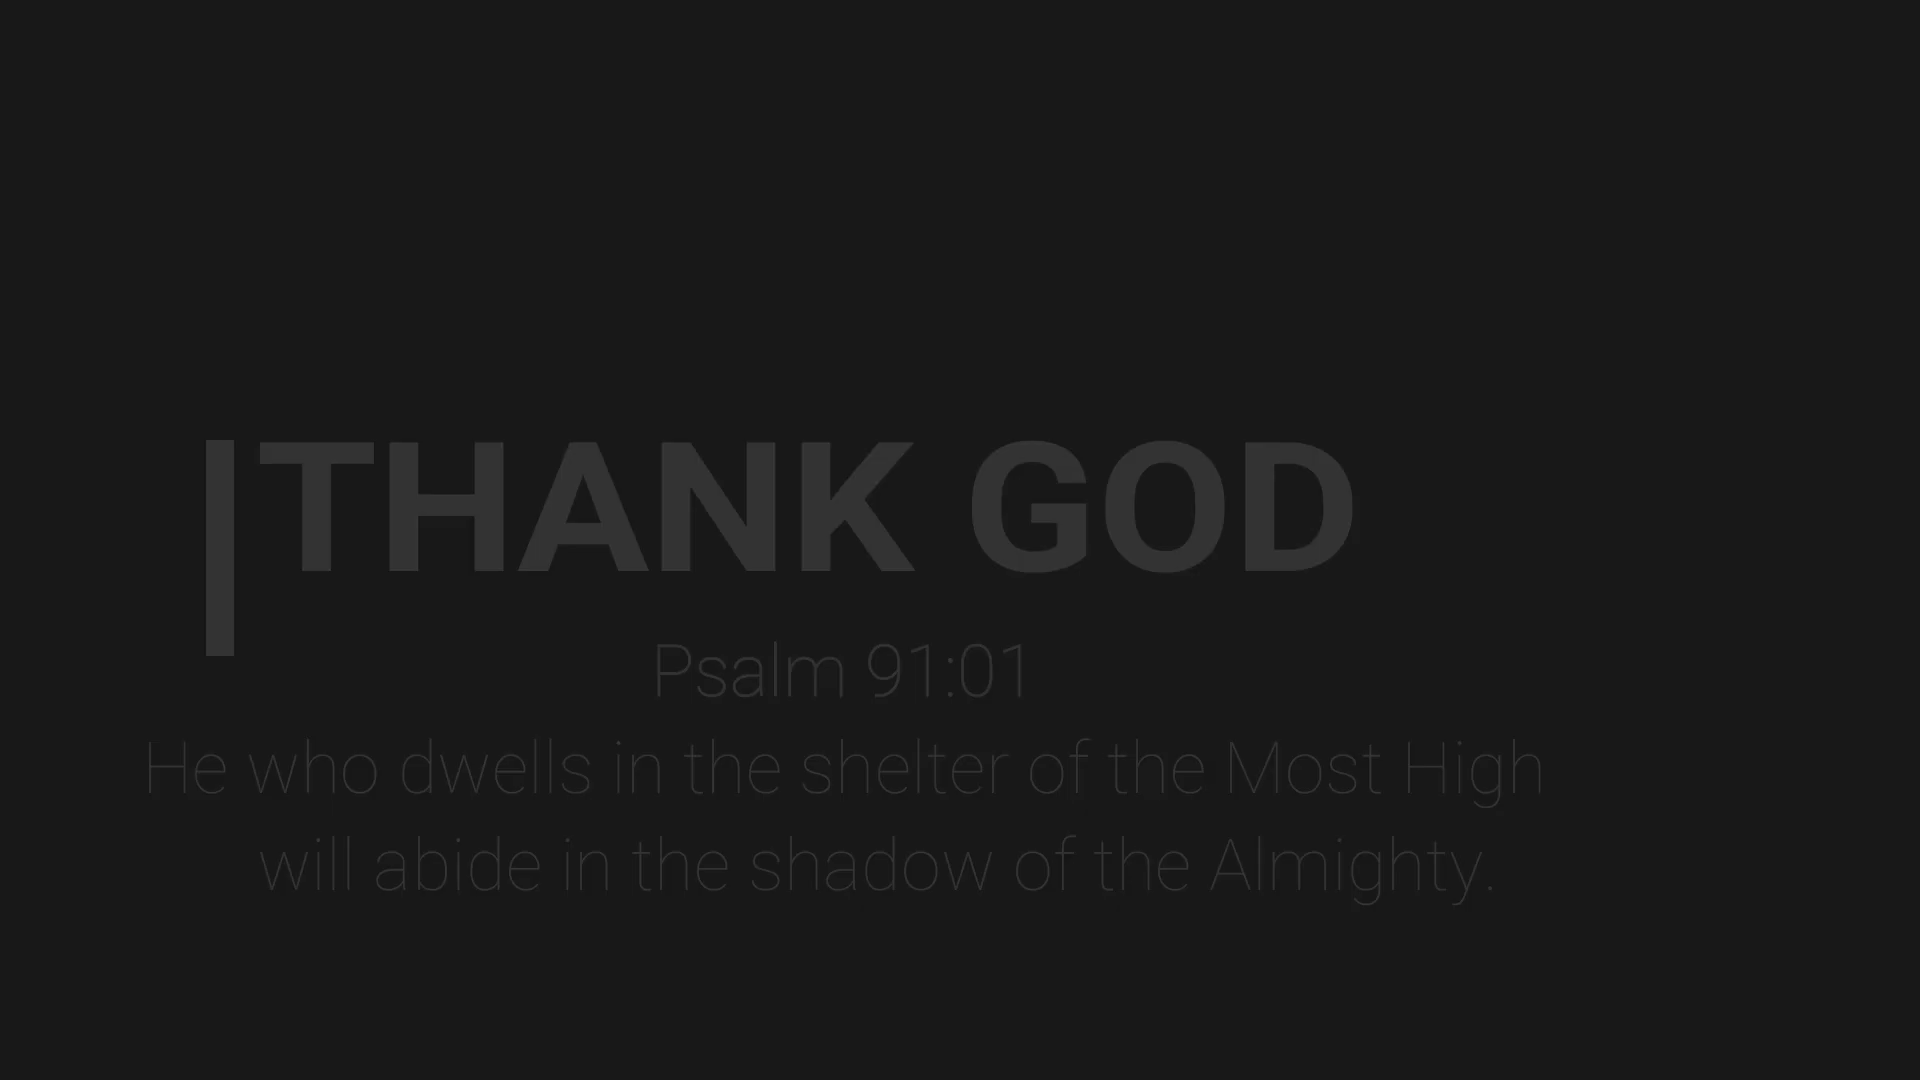 THANK GOD
Psalm 91:01
He who dwells in the shelter of the Most High
will abide in the shadow of the Almighty.